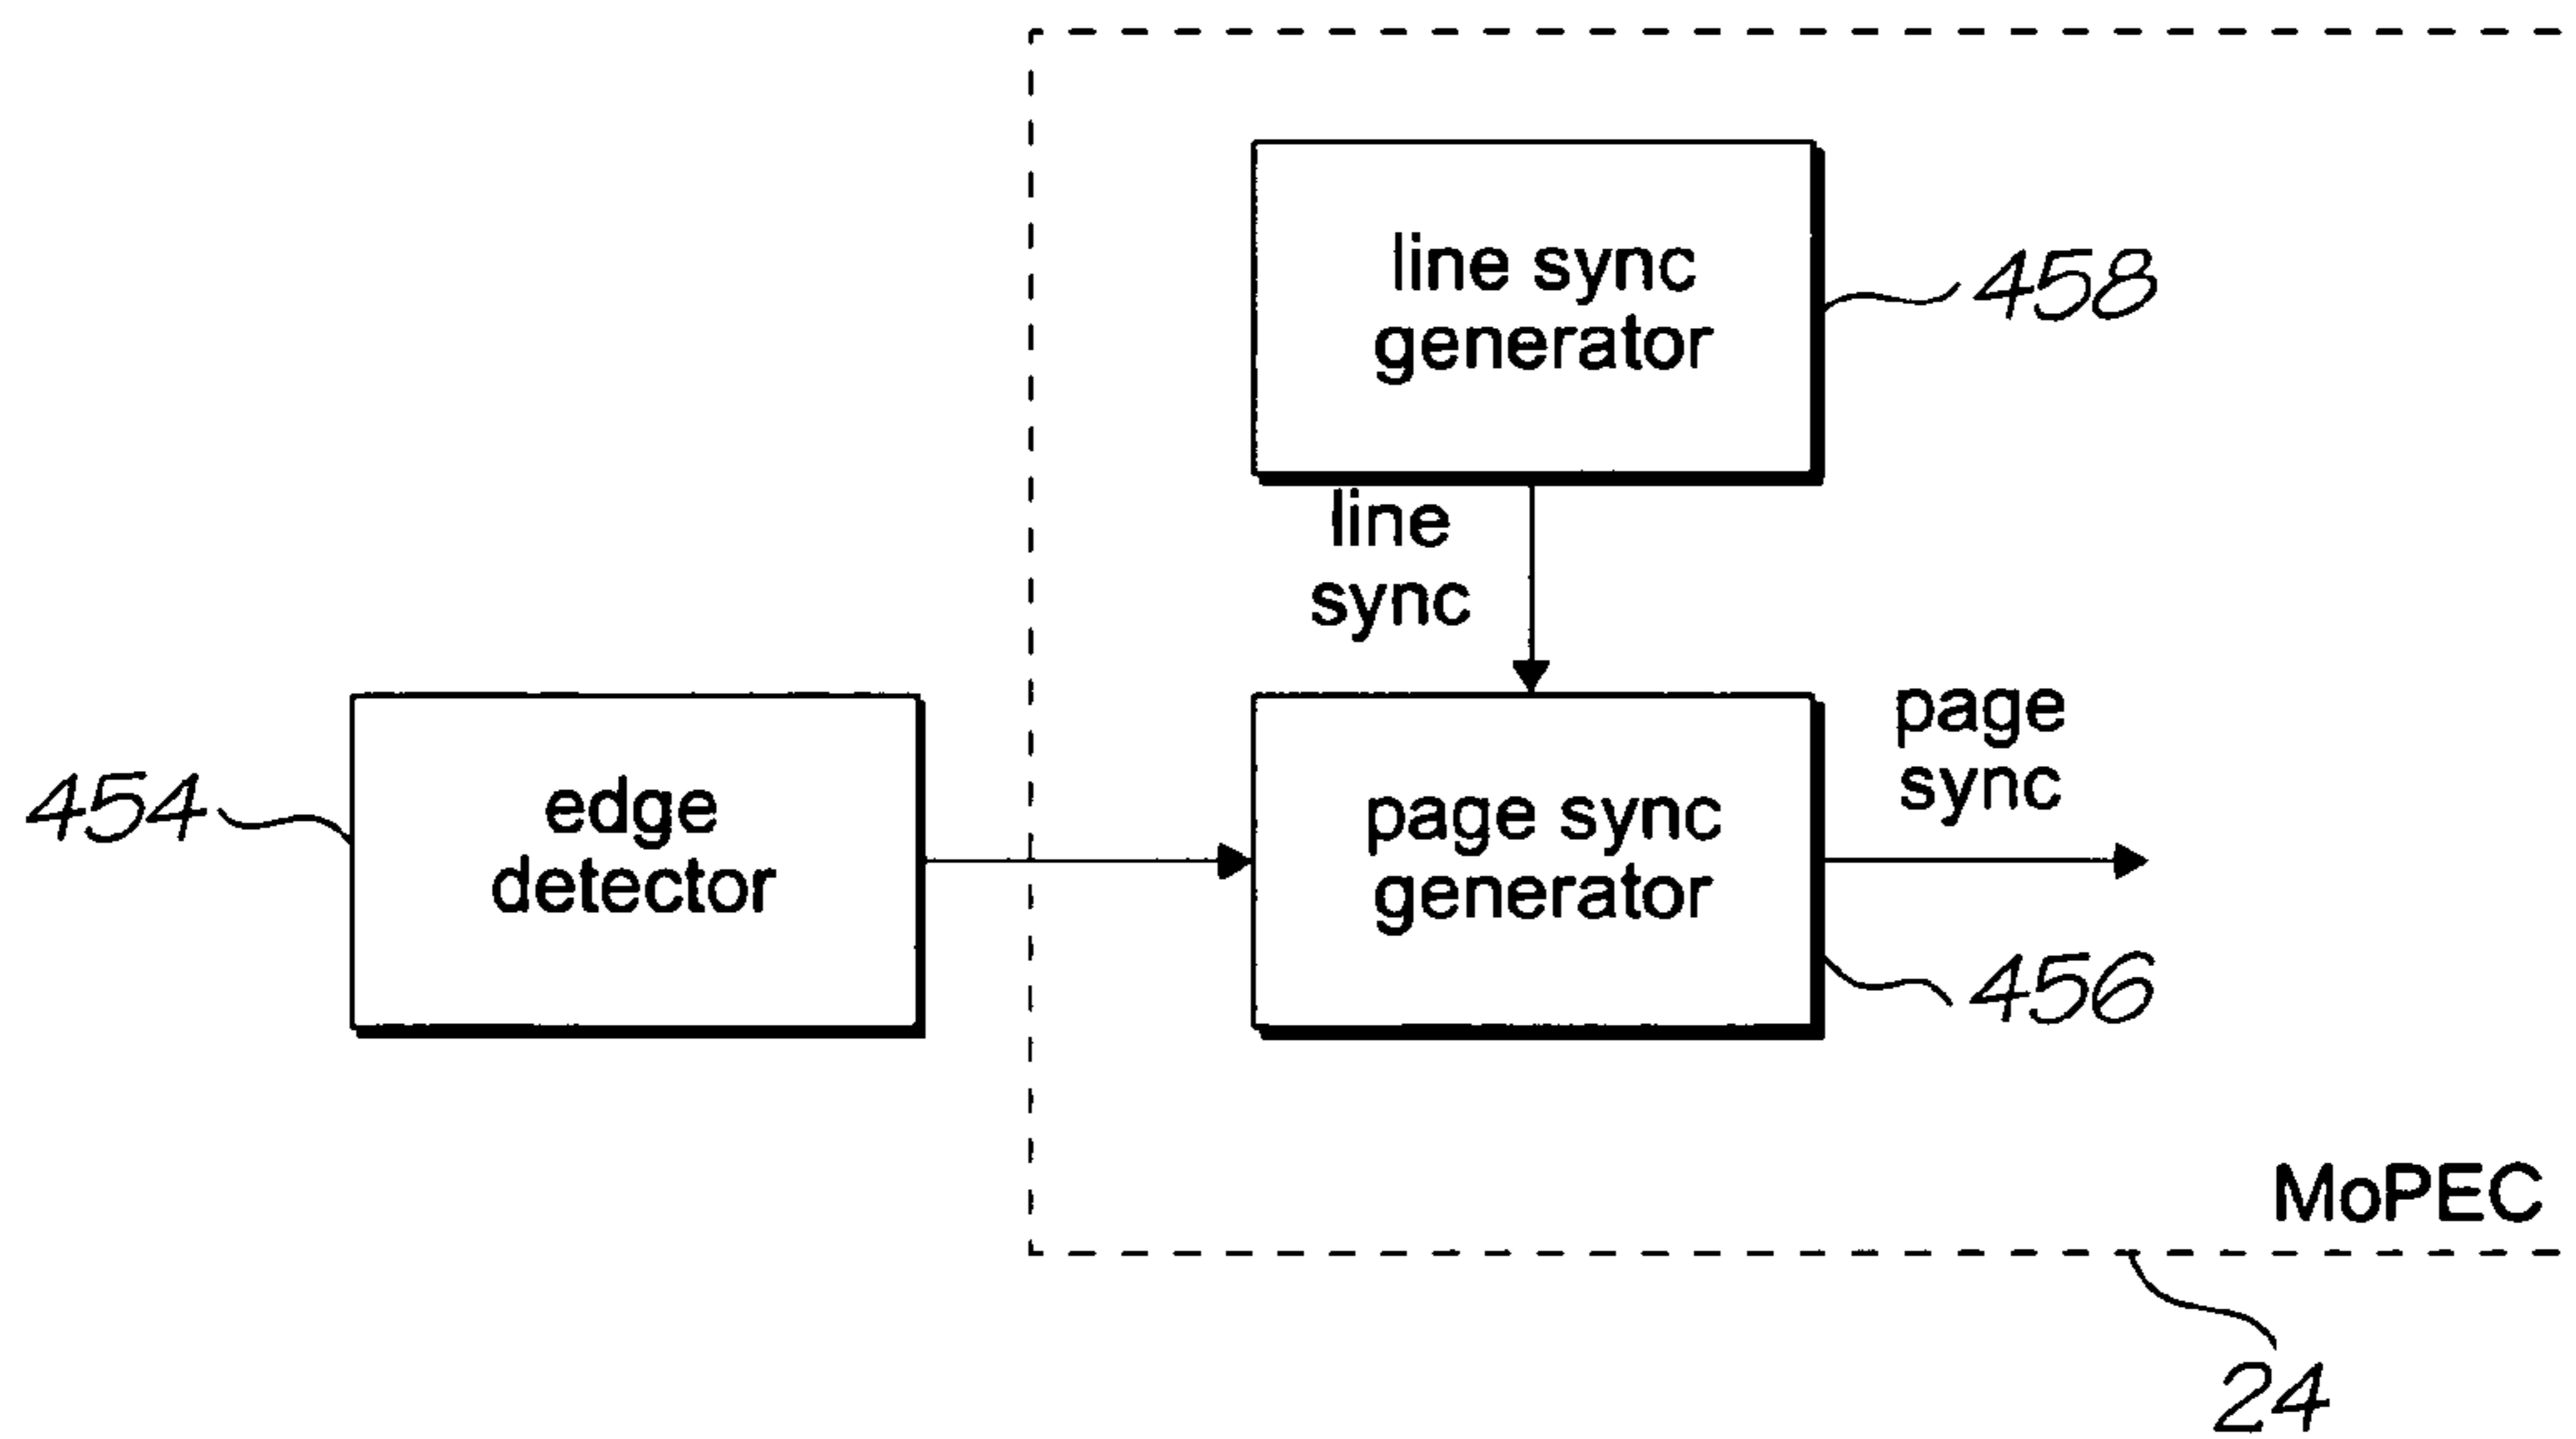 line sync
generator
458
line
sync
page
sync
454
edge
detector
page sync
generator
456
MoPEC
24